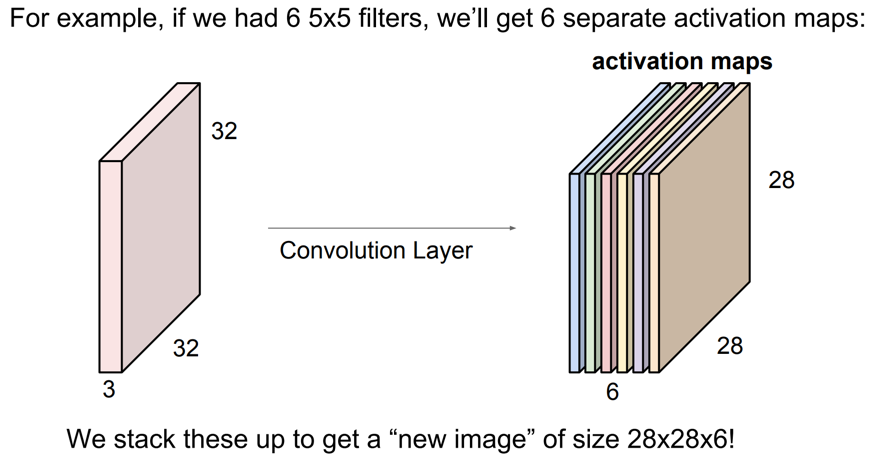 For example, if we had 6 5x5 filters, we’ll get 6 separate activation maps:
activation maps
32
28
Convolution Layer
32
28
3
6
We stack these up to get a “new image” of size 28x28x6!